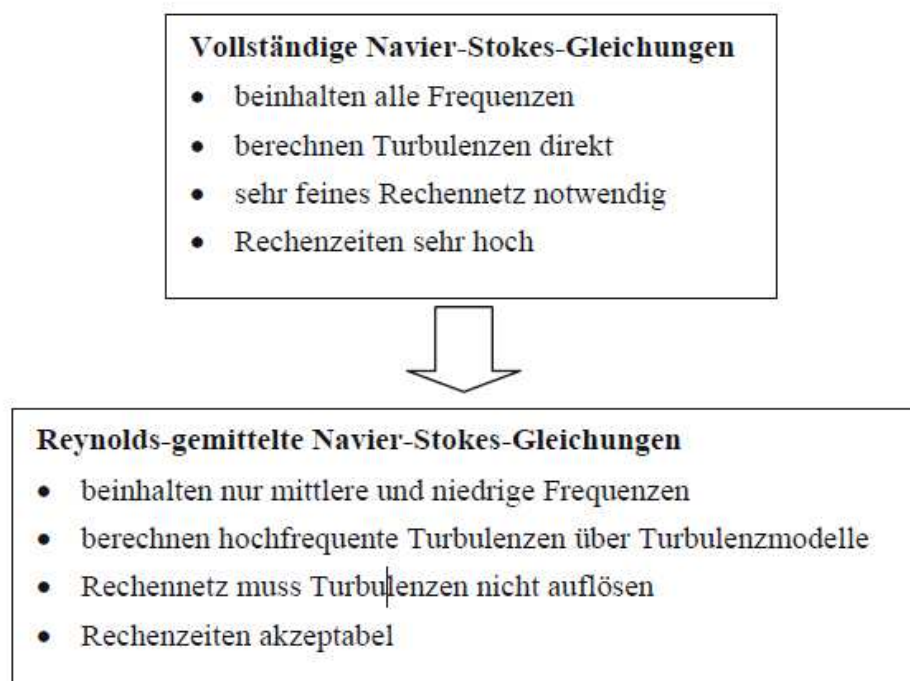 Vollständige Navier-Stokes-Gleichungen
• beinhalten alle Frequenzen
• berechnen Turbulenzen direkt
• sehr feines Rechennetz notwendig
• Rechenzeiten sehr hoch
Reynolds-gemittelte Navier-Stokes-Gleichungen
• beinhalten nur mittlere und niedrige Frequenzen
• berechnen hochfrequente Turbulenzen über Turbulenzmodelle
• Rechennetz muss Turbulenzen nicht auflösen
• Rechenzeiten akzeptabel